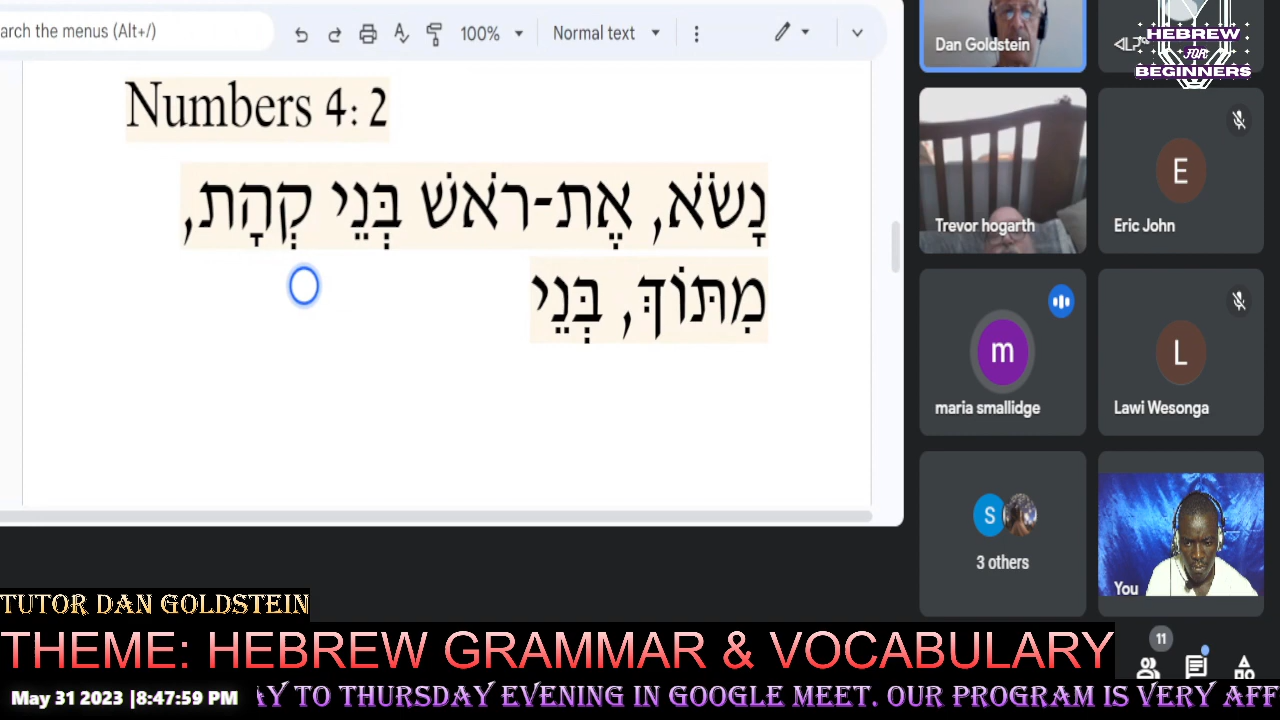 arch the menus (Alt+/)
100%
Normal text
Numbers 4: 2
נָשֹׂא, אֶת-רֹאשׁ בְּנֵי קְהָת,
מִתּוֹךְ, בְּנֵי
Dan Goldstein
HEBREW
FOR
BEGINNERS
Trevor hogarth
E
Eric John
m
maria smallidge
L
Lawi Wesonga
S
3 others
You
11
TUTOR DAN GOLDSTEIN
THEME: HEBREW GRAMMAR & VOCABULARY
May 31 2023 |8:47:59 PM
AY TO THURSDAY EVENING IN GOOGLE MEET. OUR PROGRAM IS VERY AFF